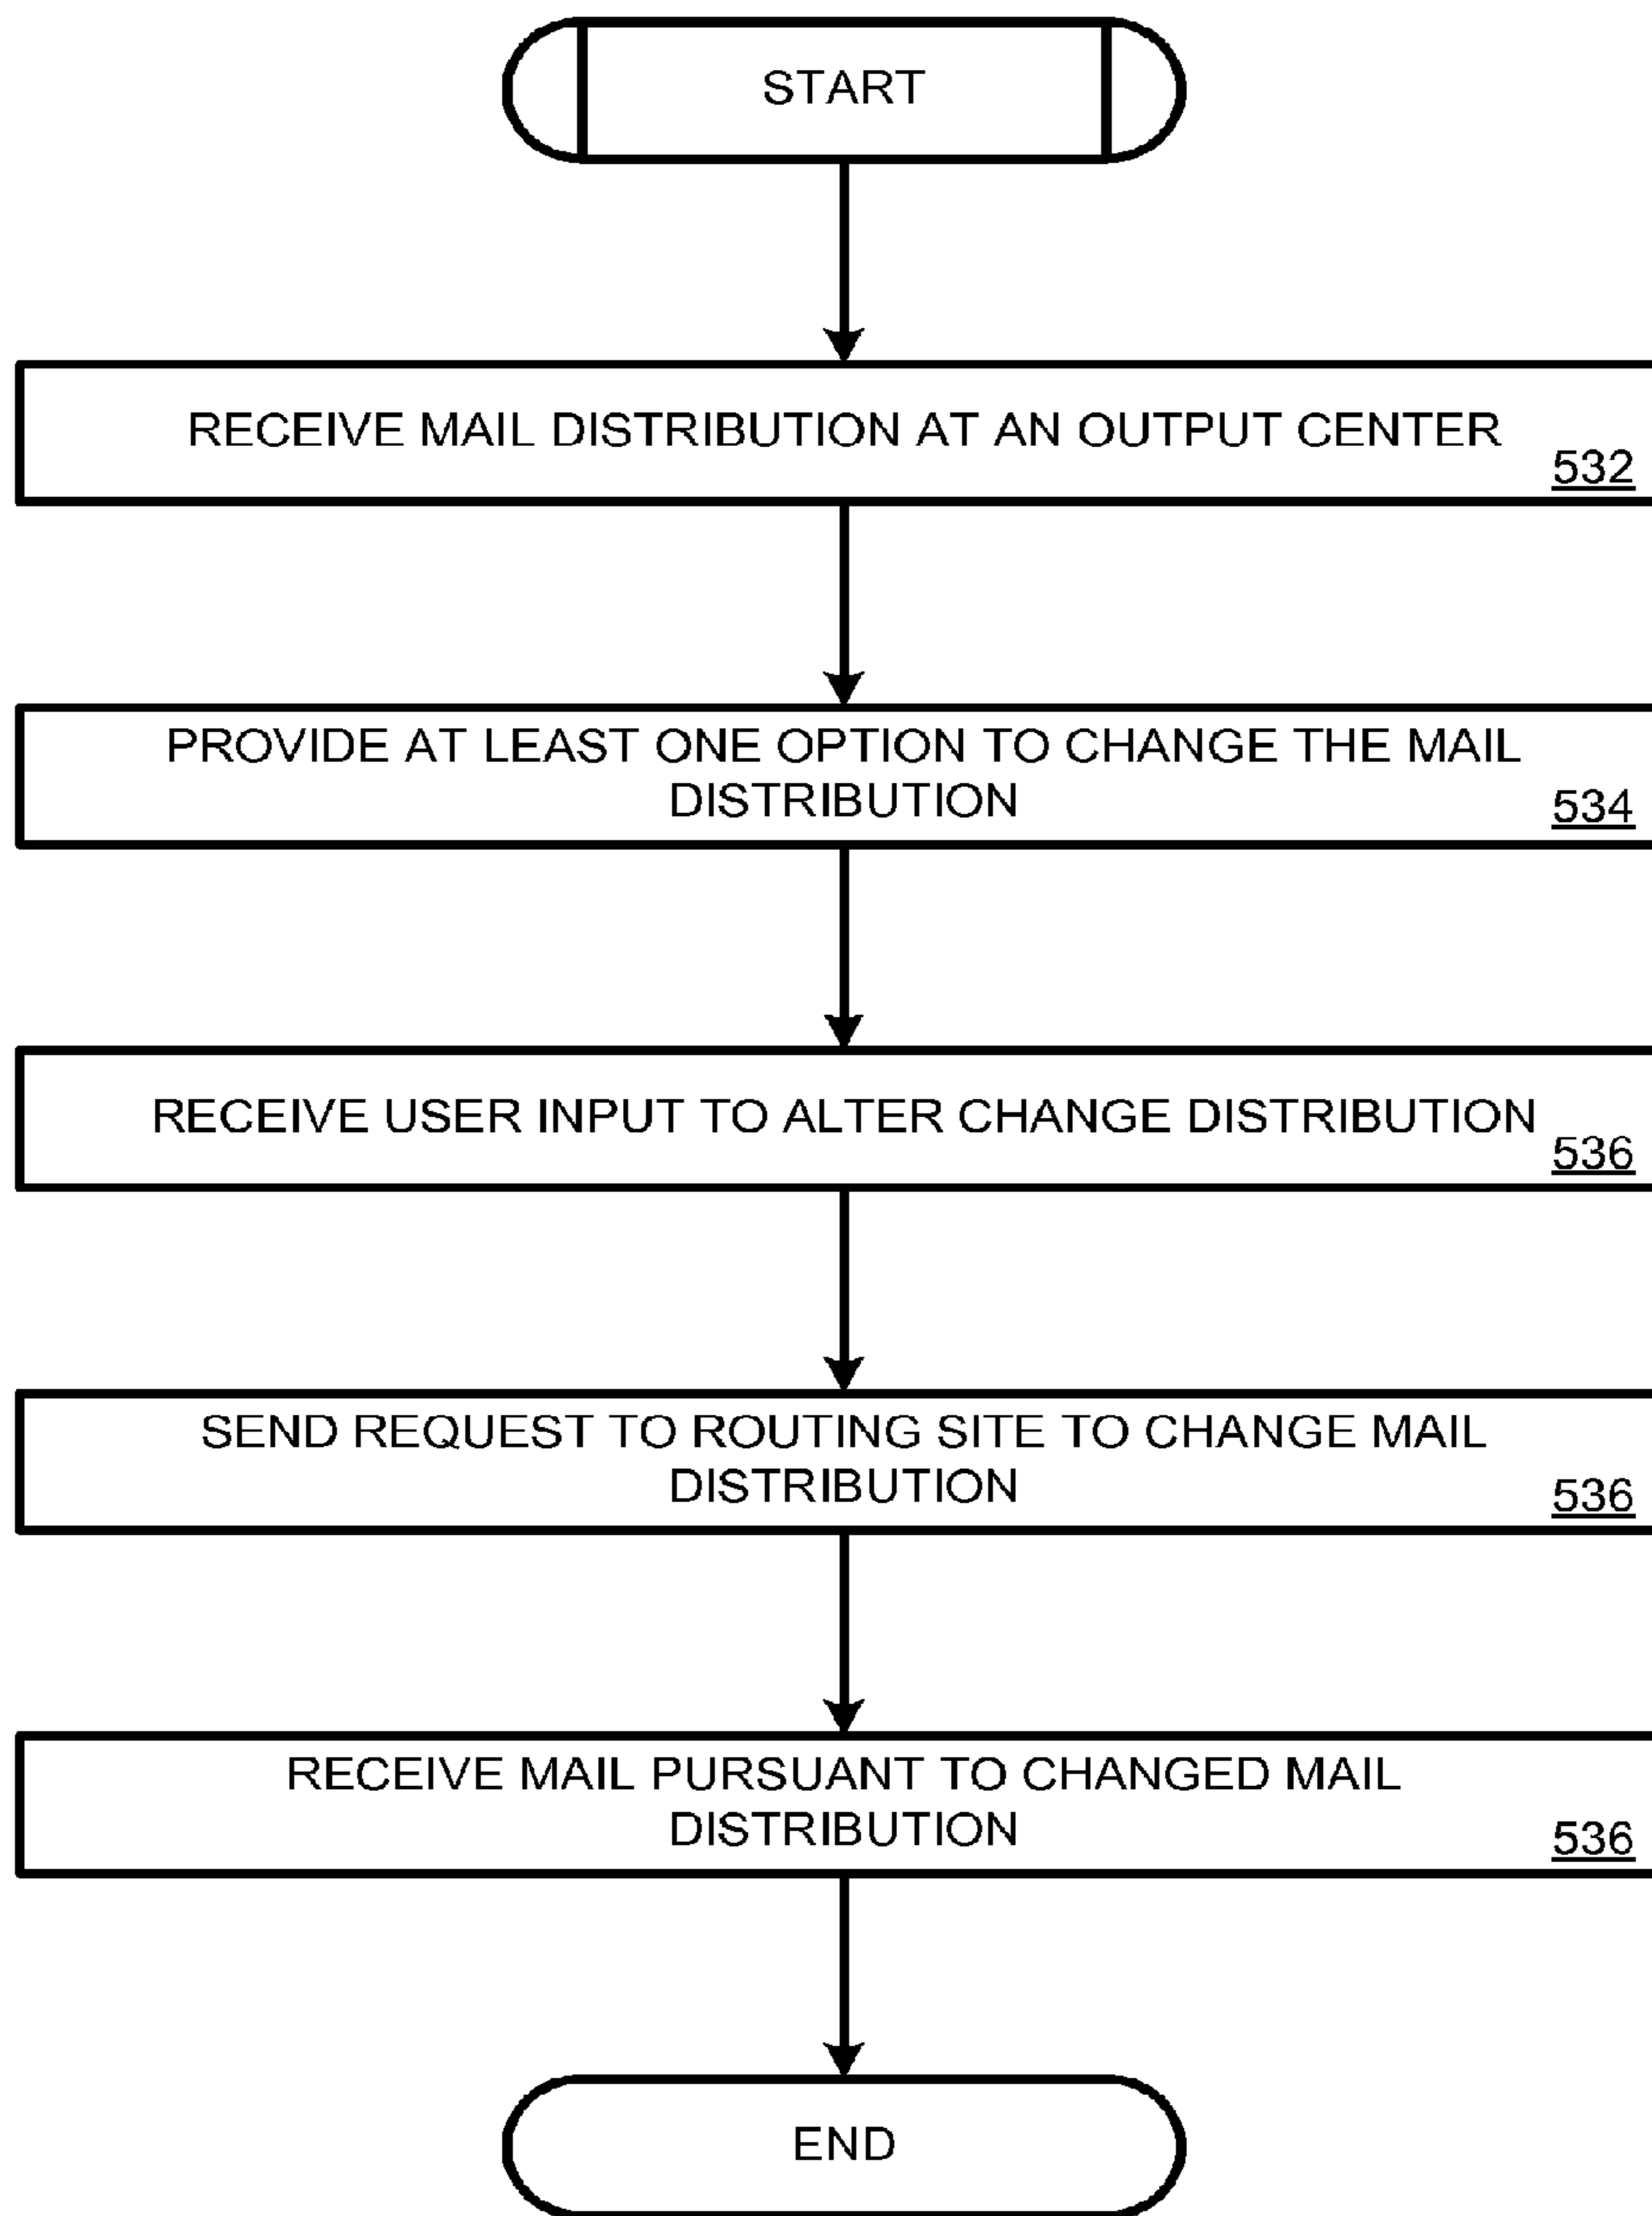 START
RECEIVE MAIL DISTRIBUTION AT AN OUTPUT CENTER
532
PROVIDE AT LEAST ONE OPTION TO CHANGE THE MAIL
DISTRIBUTION
534
RECEIVE USER INPUT TO ALTER CHANGE DISTRIBUTION
536
SEND REQUEST TO ROUTING SITE TO CHANGE MAIL
DISTRIBUTION
536
RECEIVE MAIL PURSUANT TO CHANGED MAIL
DISTRIBUTION
536
END